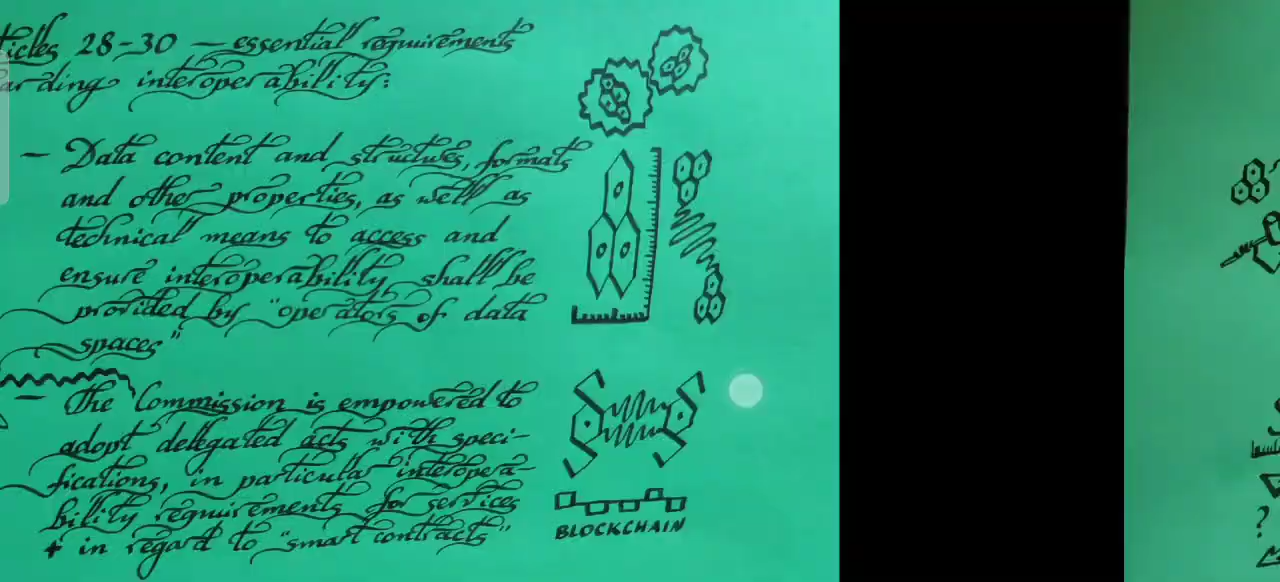 ticles 28-30 — essential requirements
arding interoperability:
— Data content and structures, formats
and other properties, as well as
technical means to access and
ensure interoperability shall be
provided by "operators of data
spaces"
— The Commission is empowered to
adopt delegated acts with speci-
fications, in particular interopera-
bility requirements for services
+ in regard to "smart contracts"
BLOCKCHAIN
?